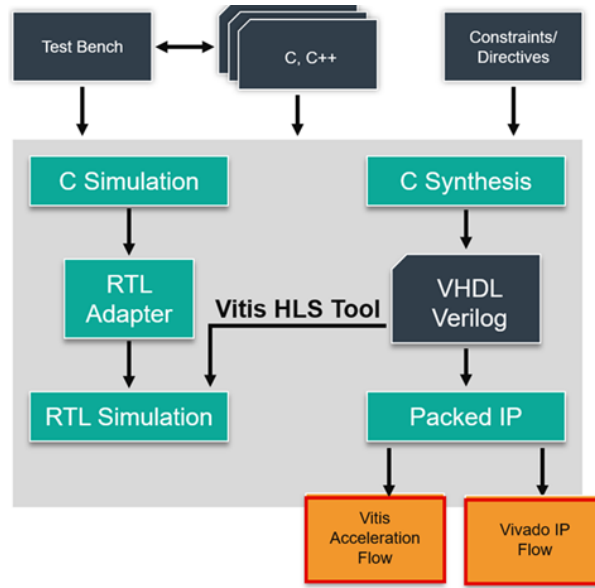 Test Bench
C, C++
Constraints/
Directives
C Simulation
C Synthesis
RTL
Adapter
Vitis HLS Tool
VHDL
Verilog
RTL Simulation
Packed IP
Vitis
Acceleration
Flow
Vivado IP
Flow